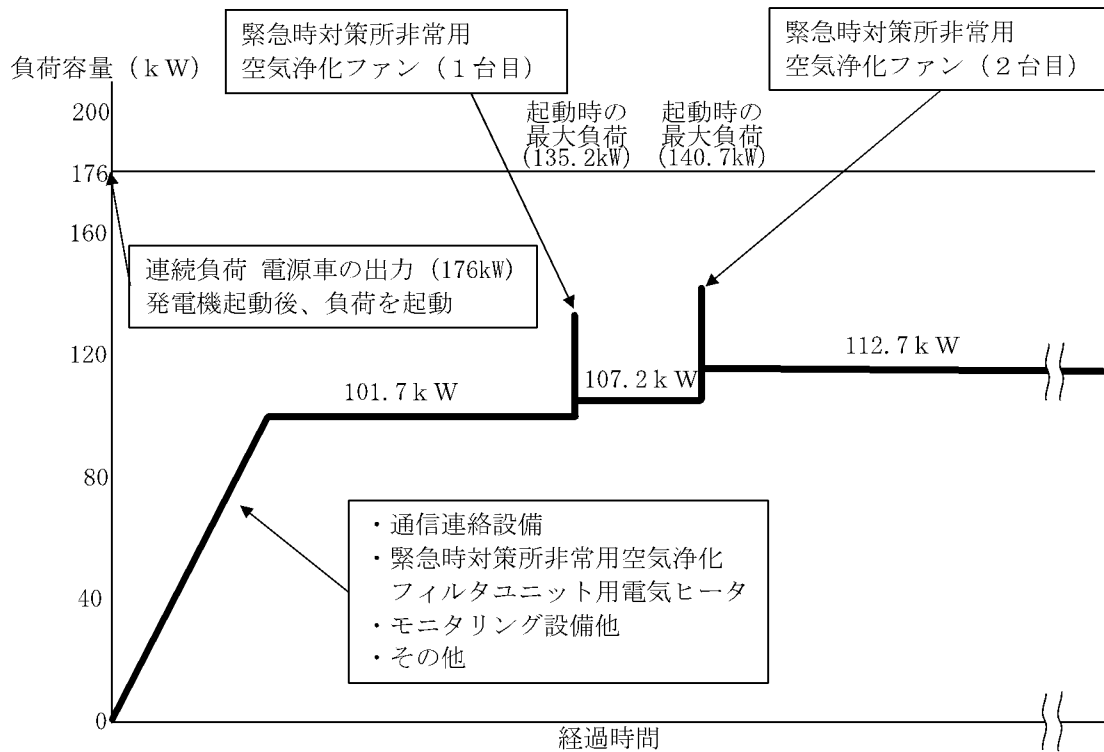 緊急時対策所非常用
空気浄化ファン（1台目）
緊急時対策所非常用
空気浄化ファン（2台目）
負荷容量（ｋＷ）
起動時の
最大負荷
(135.2kW)
起動時の
最大負荷
(140.7kW)
200
176
160
連続負荷 電源車の出力（176kW）
発電機起動後、負荷を起動
120
101.7ｋＷ
107.2ｋＷ
112.7ｋＷ
80
・通信連絡設備
・緊急時対策所非常用空気浄化
フィルタユニット用電気ヒータ
・モニタリング設備他
・その他
40
0
経過時間